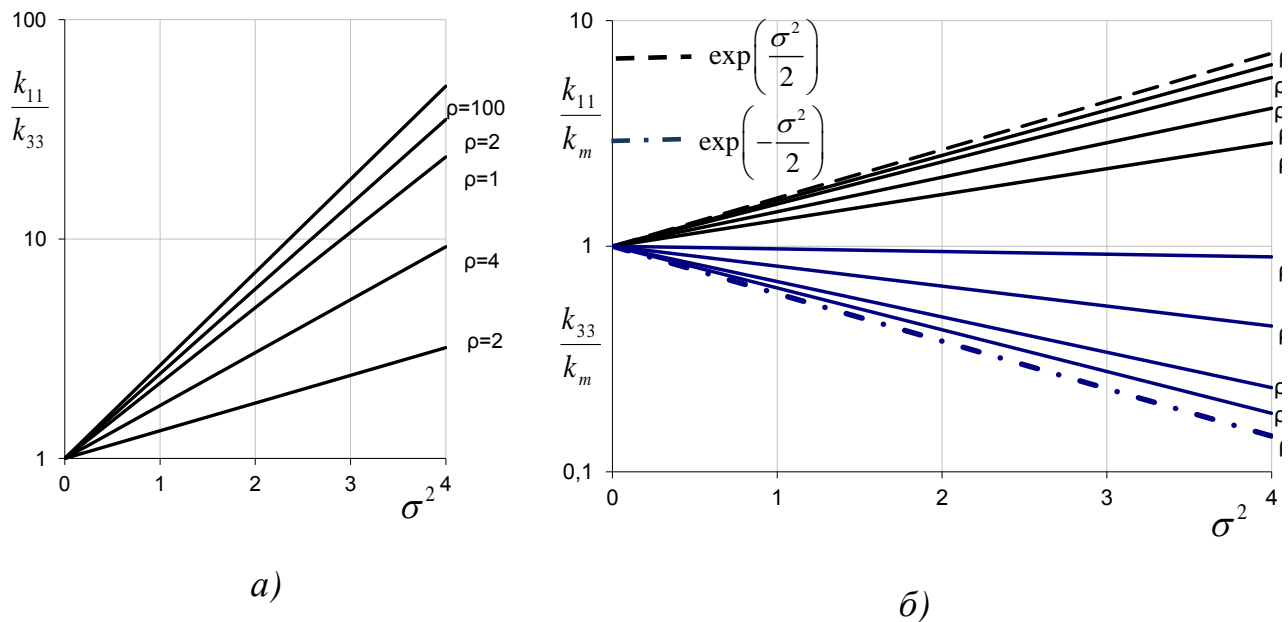 100
k₁₁
k₃₃
10
1
0 1 2 3 4
σ²
ρ=100
ρ=2
ρ=1
ρ=4
ρ=2
а)
10
exp(σ²/2)
k₁₁
kₘ
exp(−σ²/2)
1
k₃₃
kₘ
0,1
0 1 2 3 4
σ²
ρ
ρ
ρ
ρ
ρ
ρ
ρ
ρ
ρ
ρ
б)